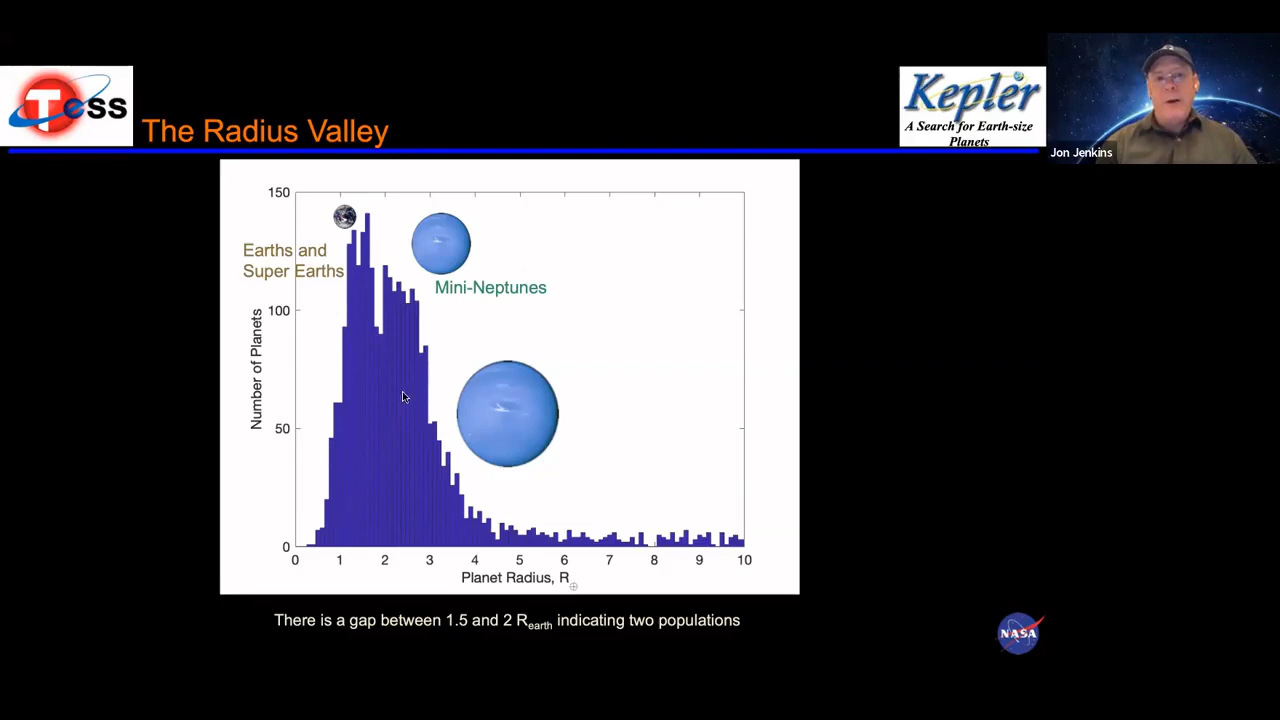 Tess
The Radius Valley
Kepler
A Search for Earth-size
Planets
Jon Jenkins
150
100
50
0
Number of Planets
Earths and
Super Earths
Mini-Neptunes
0 1 2 3 4 5 6 7 8 9 10
Planet Radius, R⊕
There is a gap between 1.5 and 2 Rearth indicating two populations
NASA